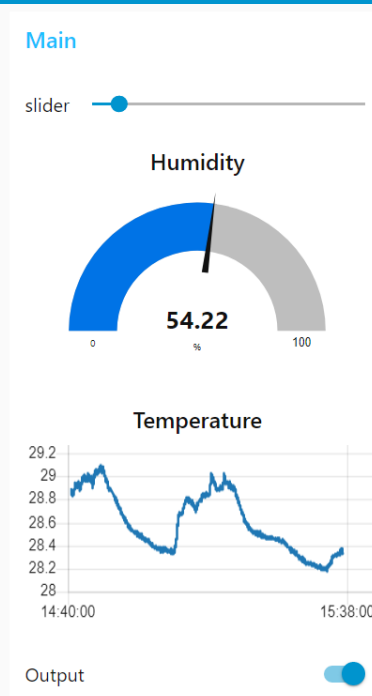 Main
slider
Humidity
54.22
0 % 100
Temperature
29.2
29
28.8
28.6
28.4
28.2
28
14:40:00 15:38:00
Output